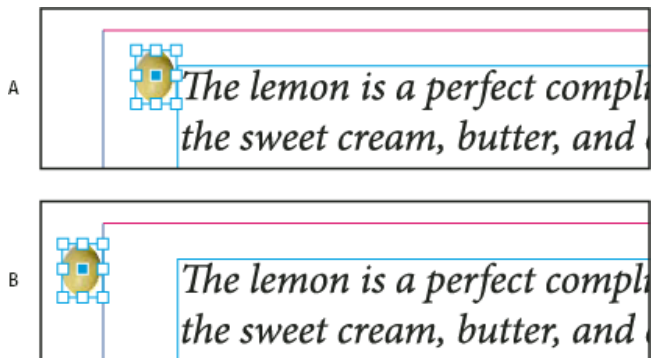 A
The lemon is a perfect compl
the sweet cream, butter, and
B
The lemon is a perfect compl
the sweet cream, butter, and